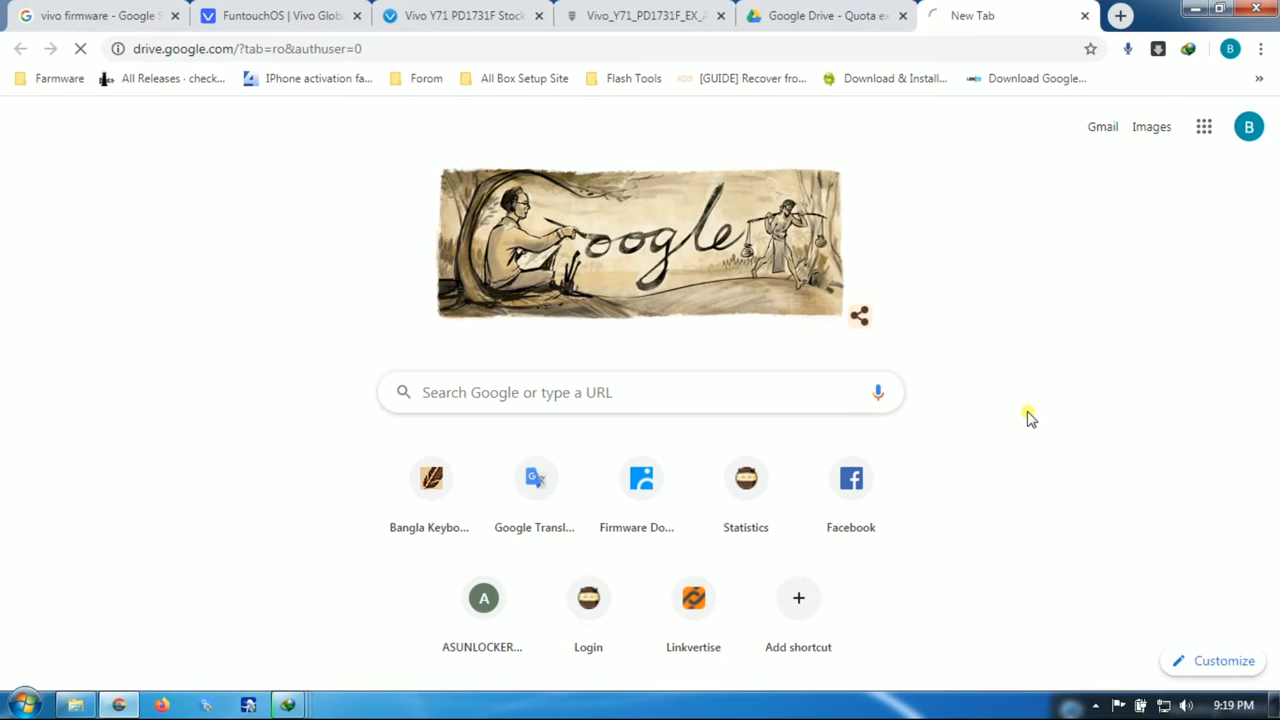 vivo firmware - Google S
FuntouchOS | Vivo Globa
Vivo Y71 PD1731F Stock
Vivo_Y71_PD1731F_EX_A
Google Drive - Quota ex
New Tab
drive.google.com/?tab=ro&authuser=0
B
Farmware
All Releases · check...
IPhone activation fa...
Forom
All Box Setup Site
Flash Tools
xda
[GUIDE] Recover fro...
Download & Install...
Download Google...
»
Gmail
Images
B
Google
Search Google or type a URL
Bangla Keybo...
Google Transl...
Firmware Do...
Statistics
Facebook
A
ASUNLOCKER...
Login
Linkvertise
Add shortcut
Customize
9:19 PM